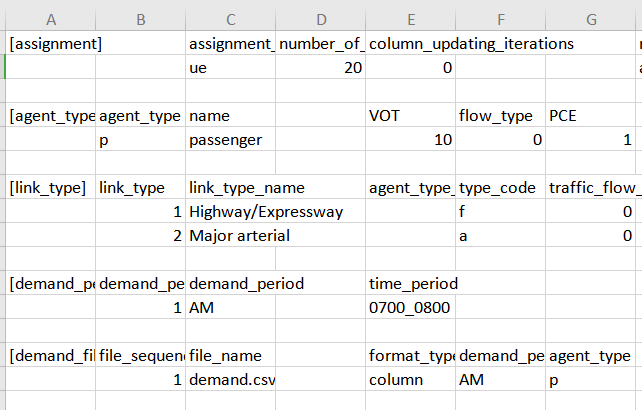 A B C D E F G
[assignment] assignment_ number_of_ column_updating_iterations
ue 20 0
[agent_type agent_type name VOT flow_type PCE
p passenger 10 0 1
[link_type] link_type link_type_name agent_type_ type_code traffic_flow_
1 Highway/Expressway f 0
2 Major arterial a 0
[demand_pe demand_pe demand_period time_period
1 AM 0700_0800
[demand_fil file_sequen file_name format_type demand_pe agent_type
1 demand.csv column AM p